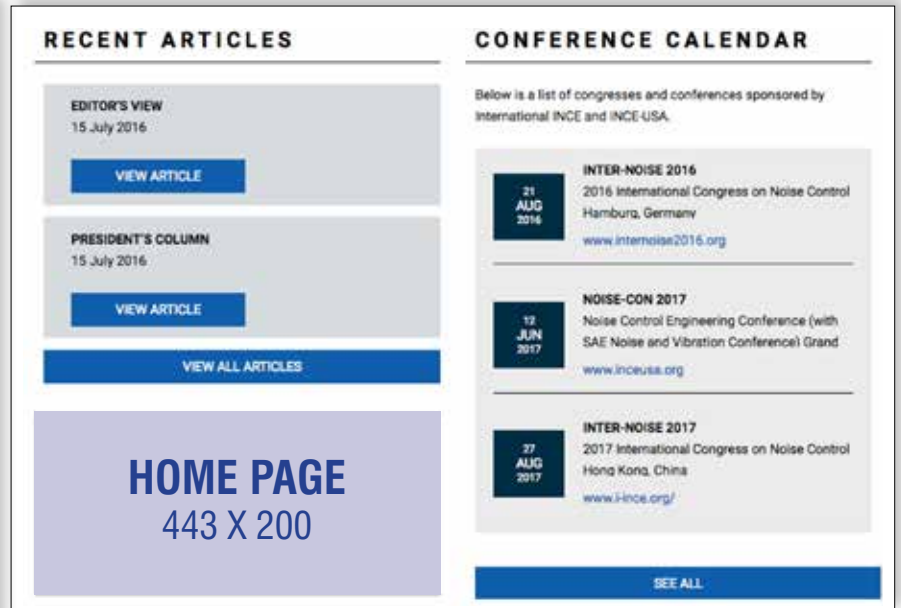 RECENT ARTICLES
EDITOR'S VIEW
15 July 2016
VIEW ARTICLE
PRESIDENT'S COLUMN
15 July 2016
VIEW ARTICLE
VIEW ALL ARTICLES
HOME PAGE
443 X 200
CONFERENCE CALENDAR
Below is a list of congresses and conferences sponsored by
International INCE and INCE-USA.
21
AUG
2016
INTER-NOISE 2016
2016 International Congress on Noise Control
Hamburg, Germany
www.internoise2016.org
12
JUN
2017
NOISE-CON 2017
Noise Control Engineering Conference (with
SAE Noise and Vibration Conference) Grand
www.inceusa.org
27
AUG
2017
INTER-NOISE 2017
2017 International Congress on Noise Control
Hong Kong, China
www.i-ince.org/
SEE ALL